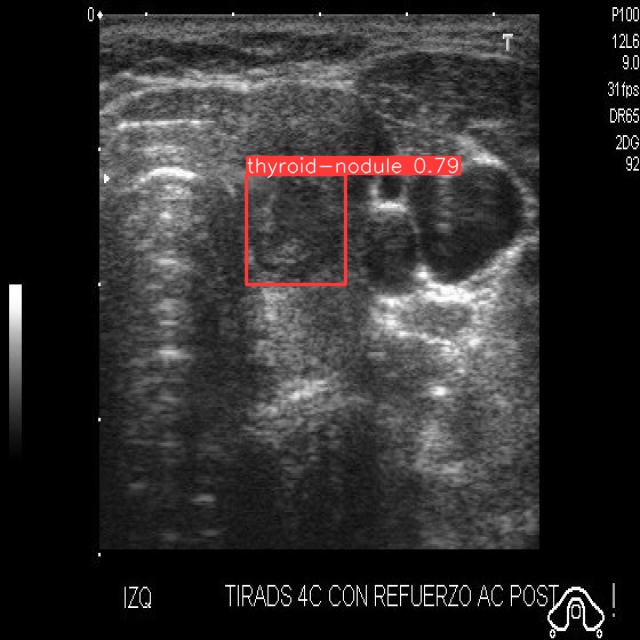 0
T
P100
12L6
9.0
31fps
DR65
2DG
92
thyroid-nodule 0.79
IZQ
TIRADS 4C CON REFUERZO AC POST